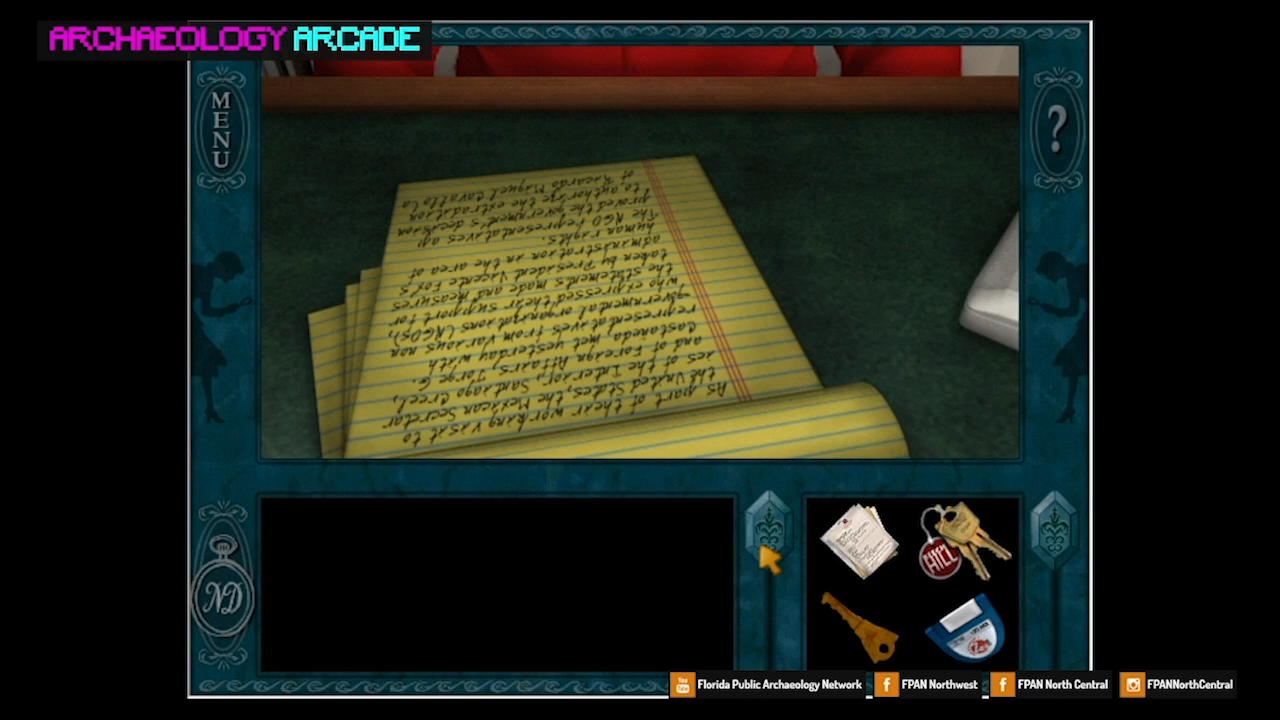 ARCHAEOLOGY ARCADE
MENU
?
As part of their working visit to
the United States, the Mexican Secretar
ies of the Interior, Santiago Creel,
and of Foreign Affairs, Jorge G.
Castaneda, met yesterday with
representatives from various non
governmental organizations (NGOs),
who expressed their support for
the statements made and measures
taken by President Vicente Fox's
administration in the area of
human rights.
The NGO representatives ap
proved the government's decision
to authorize the extradition
of Ricardo Miguel Cavallo
ND
You Tube Florida Public Archaeology Network
f FPAN Northwest
f FPAN North Central
FPANNorthCentral